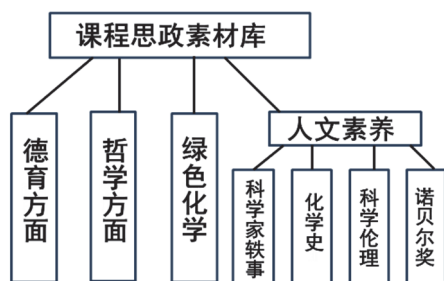 课程思政素材库
德育方面
哲学方面
绿色化学
人文素养
科学家轶事
化学史
科学伦理
诺贝尔奖